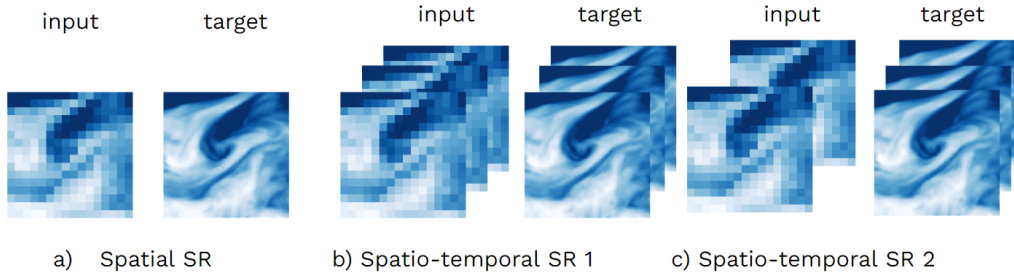 input target input target input target
a) Spatial SR b) Spatio-temporal SR 1 c) Spatio-temporal SR 2